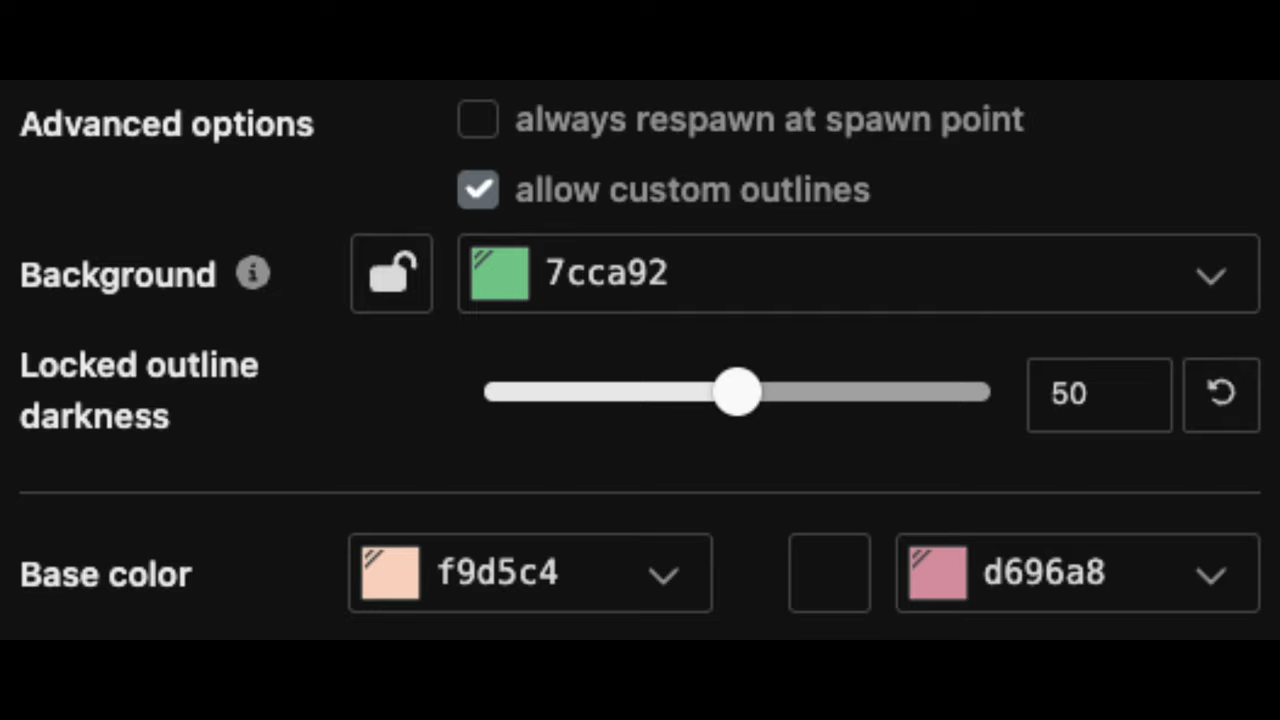 Advanced options
always respawn at spawn point
allow custom outlines
Background
7cca92
Locked outline
darkness
50
Base color
f9d5c4
d696a8